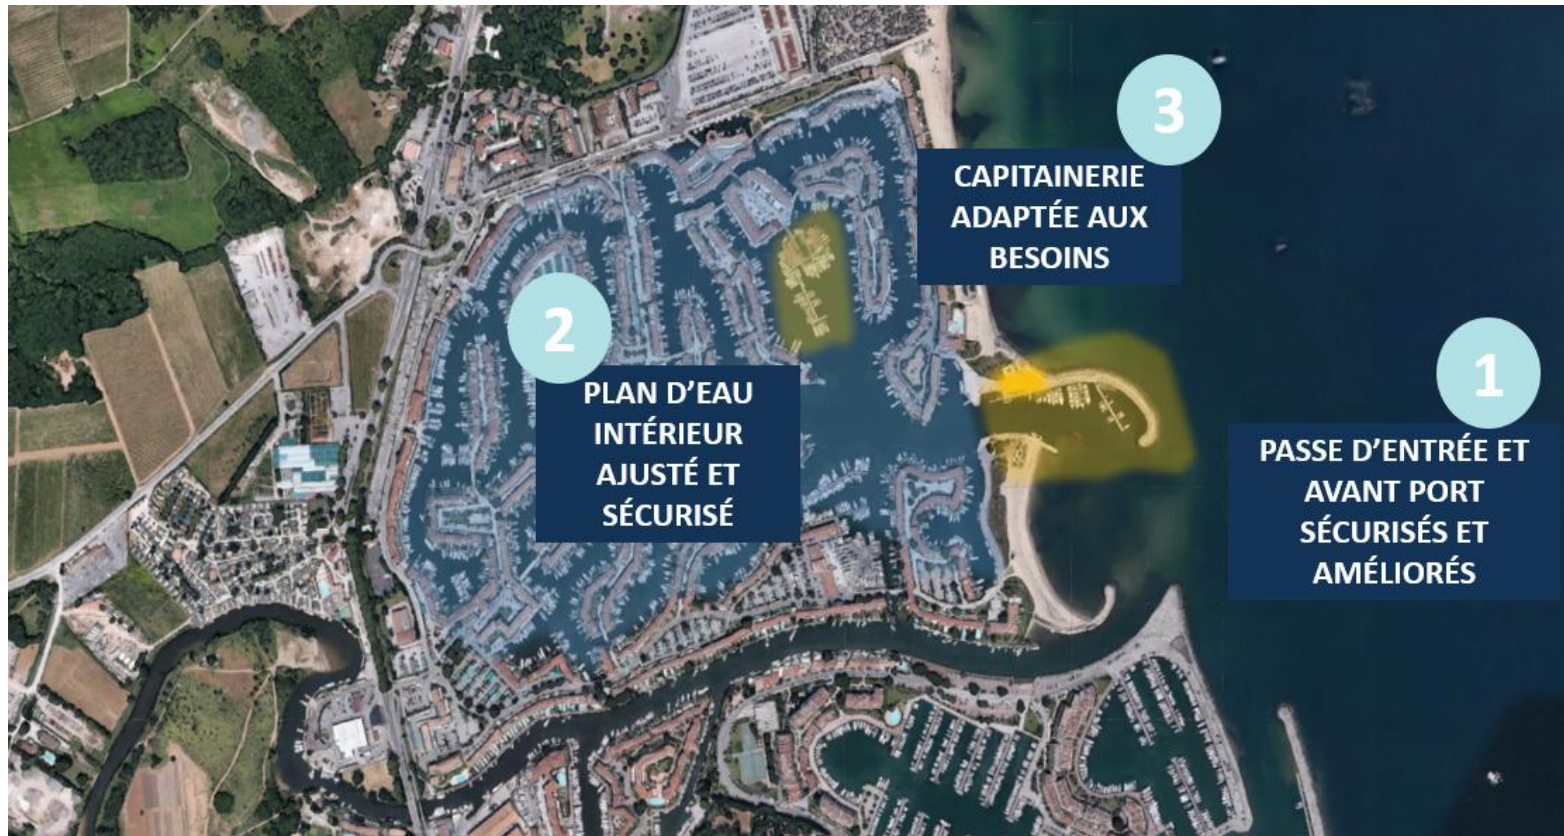 3
CAPITAINERIE
ADAPTÉE AUX
BESOINS
2
PLAN D’EAU
INTÉRIEUR
AJUSTÉ ET
SÉCURISÉ
1
PASSE D’ENTRÉE ET
AVANT PORT
SÉCURISÉS ET
AMÉLIORÉS